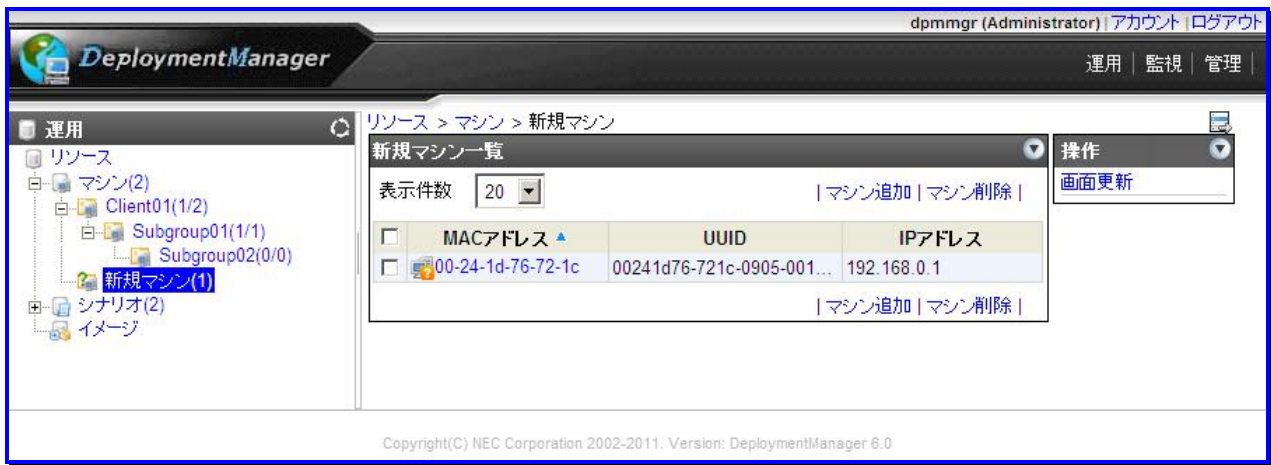 dpmmgr (Administrator) | アカウント | ログアウト
DeploymentManager
運用 | 監視 | 管理 |
運用
リソース
マシン(2)
Client01(1/2)
Subgroup01(1/1)
Subgroup02(0/0)
新規マシン(1)
シナリオ(2)
イメージ
リソース > マシン > 新規マシン
新規マシン一覧
表示件数 20 | マシン追加 | マシン削除 |
MACアドレス UUID IPアドレス
00-24-1d-76-72-1c 00241d76-721c-0905-001... 192.168.0.1
| マシン追加 | マシン削除 |
操作
画面更新
Copyright(C) NEC Corporation 2002-2011. Version: DeploymentManager 6.0